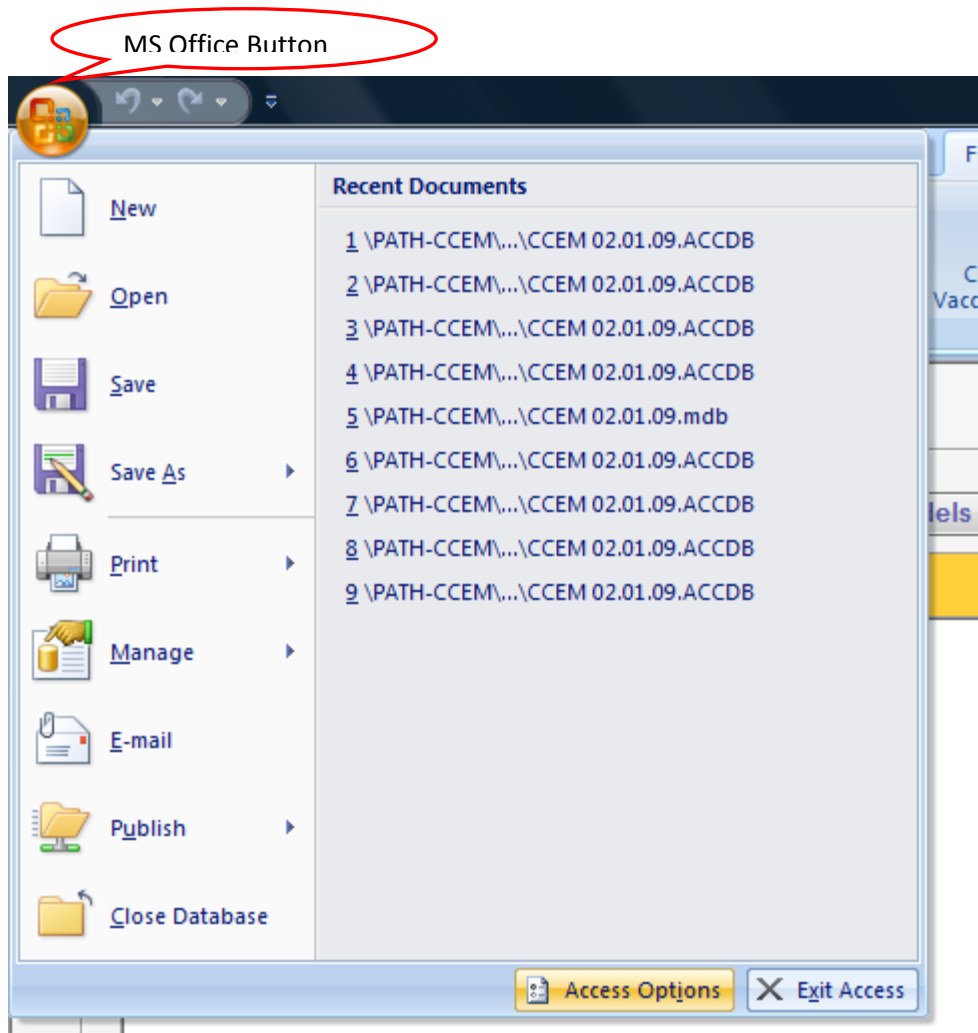 MS Office Button
F
New
Open
Save
Save As
Print
Manage
E-mail
Publish
Close Database
Recent Documents
1 \PATH-CCEM\...\CCEM 02.01.09.ACCDB
2 \PATH-CCEM\...\CCEM 02.01.09.ACCDB
3 \PATH-CCEM\...\CCEM 02.01.09.ACCDB
4 \PATH-CCEM\...\CCEM 02.01.09.ACCDB
5 \PATH-CCEM\...\CCEM 02.01.09.mdb
6 \PATH-CCEM\...\CCEM 02.01.09.ACCDB
7 \PATH-CCEM\...\CCEM 02.01.09.ACCDB
8 \PATH-CCEM\...\CCEM 02.01.09.ACCDB
9 \PATH-CCEM\...\CCEM 02.01.09.ACCDB
C
Vacc
els
Access Options
Exit Access